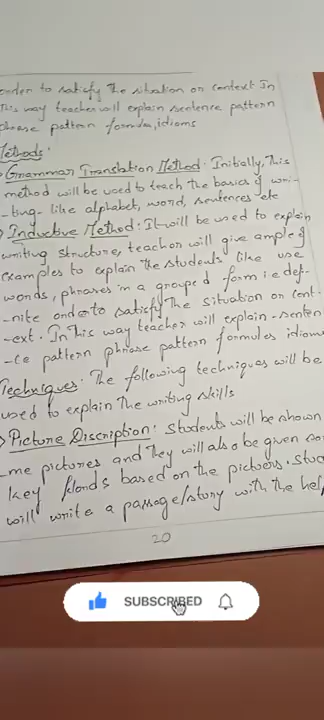 order to satisfy the situation or context In
This way teacher will explain sentence pattern
phrase pattern formulas, idioms
Methods:
Grammar Translation Method: Initially, This
method will be used to teach the basics of wri-
-ting- like alphabet, word, sentences -etc
Inductive Method: It will be used to explain
writing structure, teacher will give ample of
examples to explain the students like use
words, phrases in a grouped form i.e defi-
-nite order to satisfy the situation or cont-
-ext. In this way teacher will explain-senten
-ce pattern phrase pattern formules idioms
Techniques: The following techniques will be
used to explain the writing skills
Picture Discription: Students will be shown
-me pictures and they will also be given so
key based on the pictures. Stud
will write a passage/story with the hel
20
SUBSCRIBED